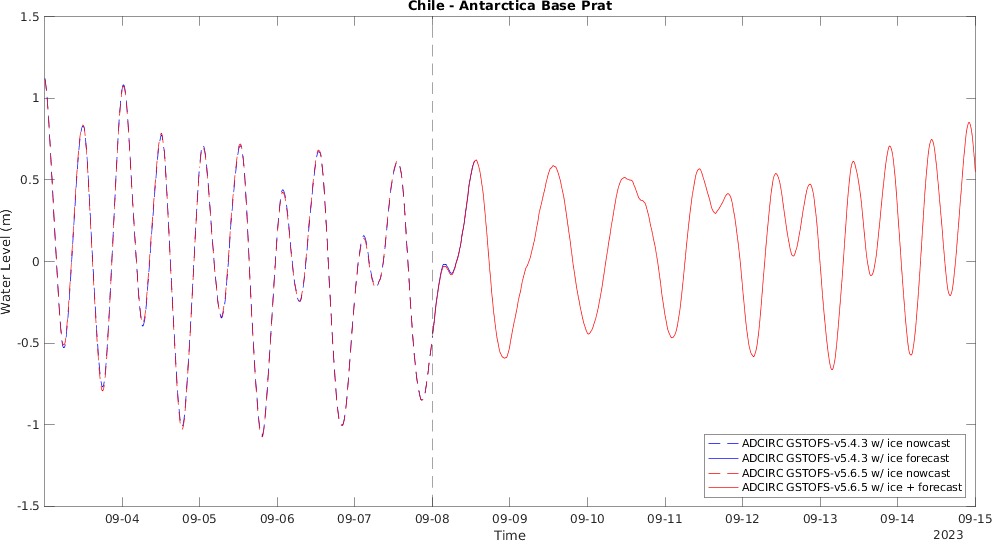 Chile - Antarctica Base Prat
1.5
1
0.5
0
-0.5
-1
-1.5
Water Level (m)
ADCIRC GSTOFS-v5.4.3 w/ ice nowcast
ADCIRC GSTOFS-v5.4.3 w/ ice forecast
ADCIRC GSTOFS-v5.6.5 w/ ice nowcast
ADCIRC GSTOFS-v5.6.5 w/ ice + forecast
09-04 09-05 09-06 09-07 09-08 09-09 09-10 09-11 09-12 09-13 09-14 09-15
Time
2023